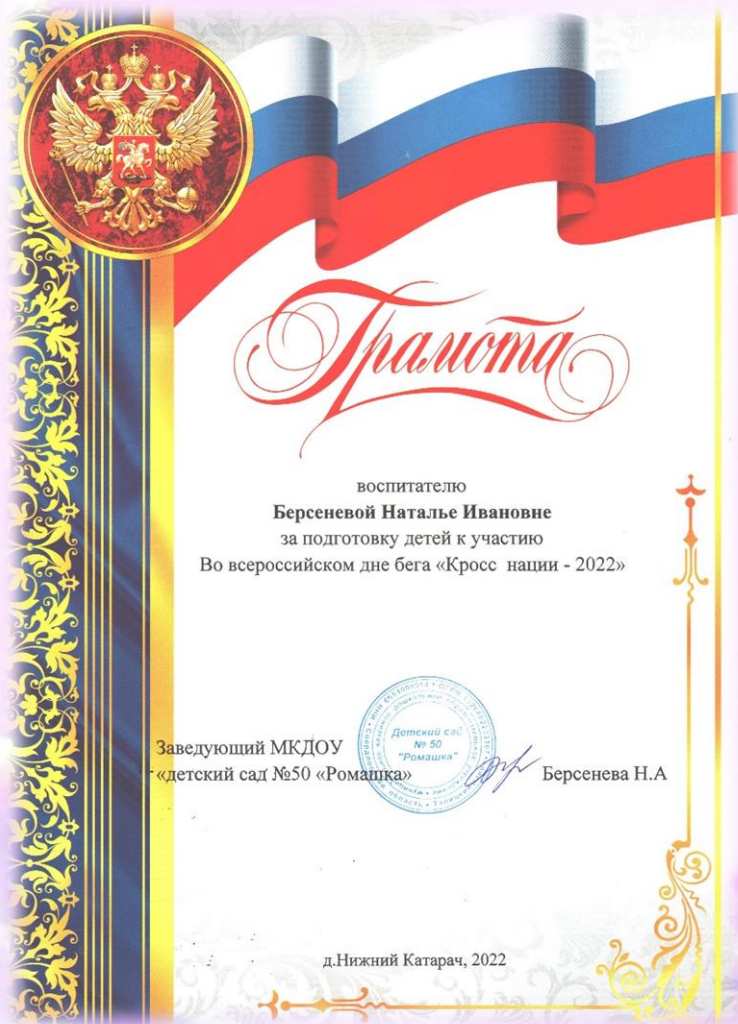 Грамота
воспитателю
Берсеневой Наталье Ивановне
за подготовку детей к участию
Во всероссийском дне бега «Кросс нации - 2022»
Детский сад
№ 50
"Ромашка"
Заведующий МКДОУ
«детский сад №50 «Ромашка»
Берсенева Н.А
д.Нижний Катарач, 2022